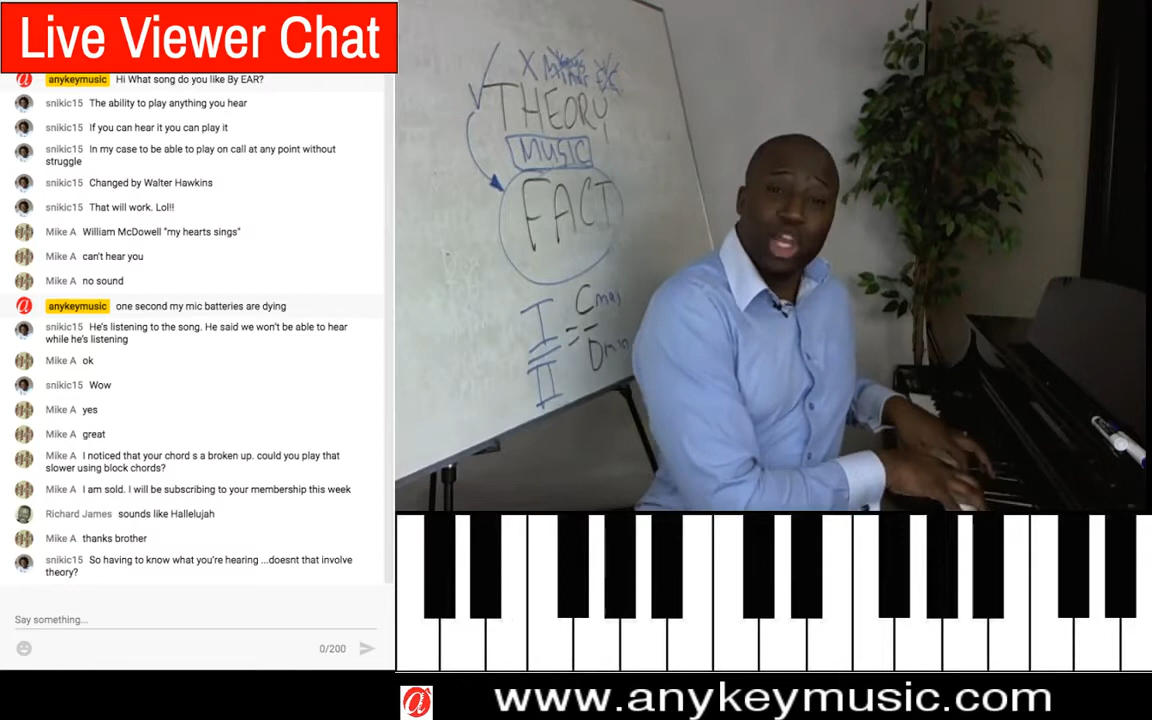 Live Viewer Chat
anykeymusic Hi What song do you like By EAR?
snikic15 The ability to play anything you hear
snikic15 If you can hear it you can play it
snikic15 In my case to be able to play on call at any point without
struggle
snikic15 Changed by Walter Hawkins
snikic15 That will work. Lol!!
Mike A William McDowell "my hearts sings"
Mike A can't hear you
Mike A no sound
anykeymusic one second my mic batteries are dying
snikic15 He's listening to the song. He said we won't be able to hear
while he's listening
Mike A ok
snikic15 Wow
Mike A yes
Mike A great
Mike A I noticed that your chord s a broken up. could you play that
slower using block chords?
Mike A I am sold. I will be subscribing to your membership this week
Richard James sounds like Hallelujah
Mike A thanks brother
snikic15 So having to know what you're hearing ...doesnt that involve
theory?
Say something...
0/200
THEORY
MUSIC
FACT
I = Cmaj
II Dmin
www.anykeymusic.com